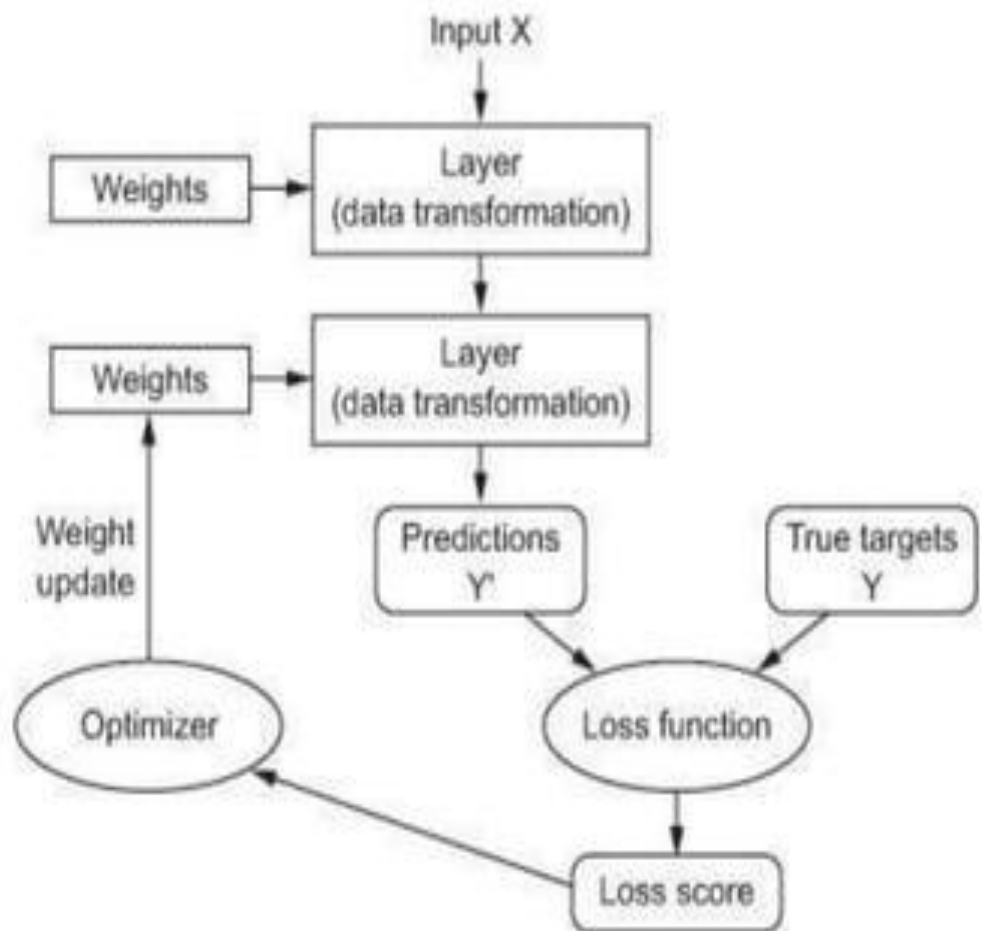 Input X
Weights
Layer
(data transformation)
Weights
Layer
(data transformation)
Weight
update
Predictions
Y'
True targets
Y
Optimizer
Loss function
Loss score